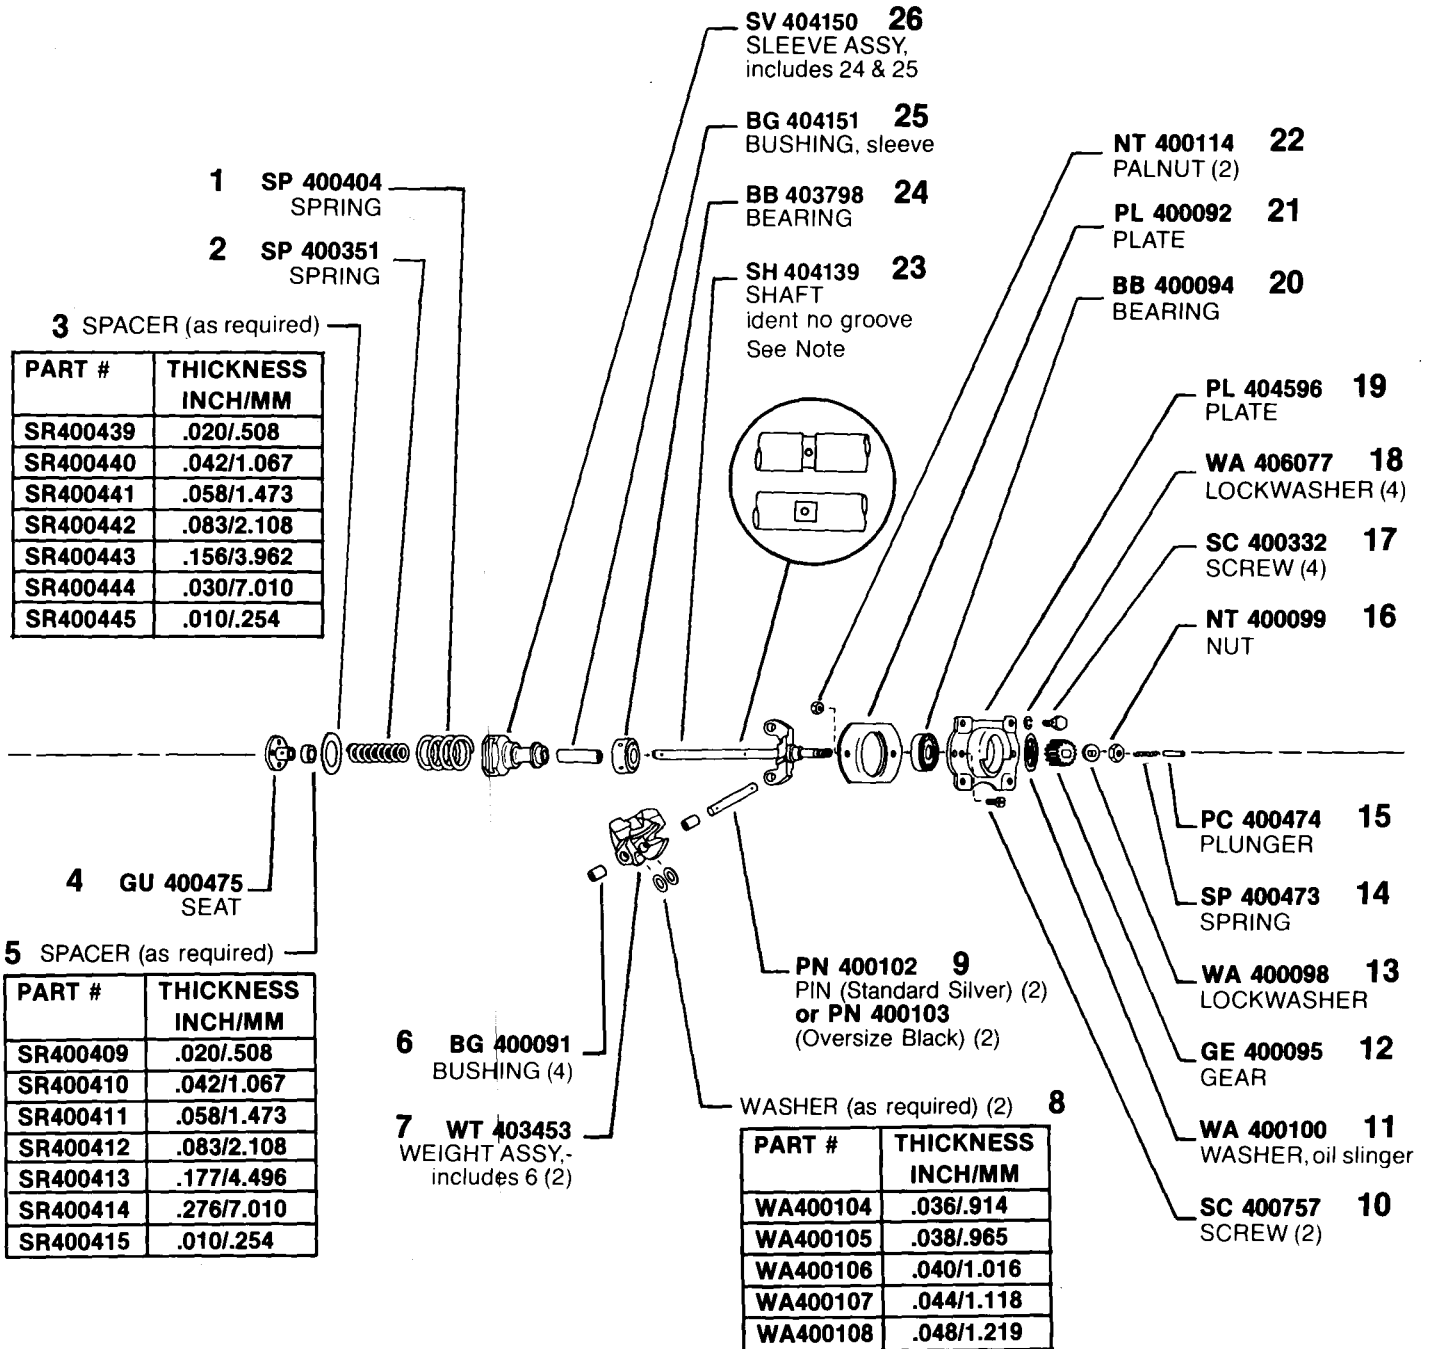 SV 404150 26
SLEEVE ASSY,
includes 24 & 25
BG 404151 25
BUSHING, sleeve
BB 403798 24
BEARING
SH 404139 23
SHAFT
ident no groove
See Note
NT 400114 22
PALNUT (2)
PL 400092 21
PLATE
BB 400094 20
BEARING
PL 404596 19
PLATE
WA 406077 18
LOCKWASHER (4)
SC 400332 17
SCREW (4)
NT 400099 16
NUT
1 SP 400404
SPRING
2 SP 400351
SPRING
3 SPACER (as required)
PART # THICKNESS
INCH/MM
SR400439 .020/.508
SR400440 .042/1.067
SR400441 .058/1.473
SR400442 .083/2.108
SR400443 .156/3.962
SR400444 .030/7.010
SR400445 .010/.254
4 GU 400475
SEAT
5 SPACER (as required)
PART # THICKNESS
INCH/MM
SR400409 .020/.508
SR400410 .042/1.067
SR400411 .058/1.473
SR400412 .083/2.108
SR400413 .177/4.496
SR400414 .276/7.010
SR400415 .010/.254
6 BG 400091
BUSHING (4)
7 WT 403453
WEIGHT ASSY,-
includes 6 (2)
PN 400102 9
PIN (Standard Silver) (2)
or PN 400103
(Oversize Black) (2)
WASHER (as required) (2) 8
PART # THICKNESS
INCH/MM
WA400104 .036/.914
WA400105 .038/.965
WA400106 .040/1.016
WA400107 .044/1.118
WA400108 .048/1.219
PC 400474 15
PLUNGER
SP 400473 14
SPRING
WA 400098 13
LOCKWASHER
GE 400095 12
GEAR
WA 400100 11
WASHER, oil slinger
SC 400757 10
SCREW (2)